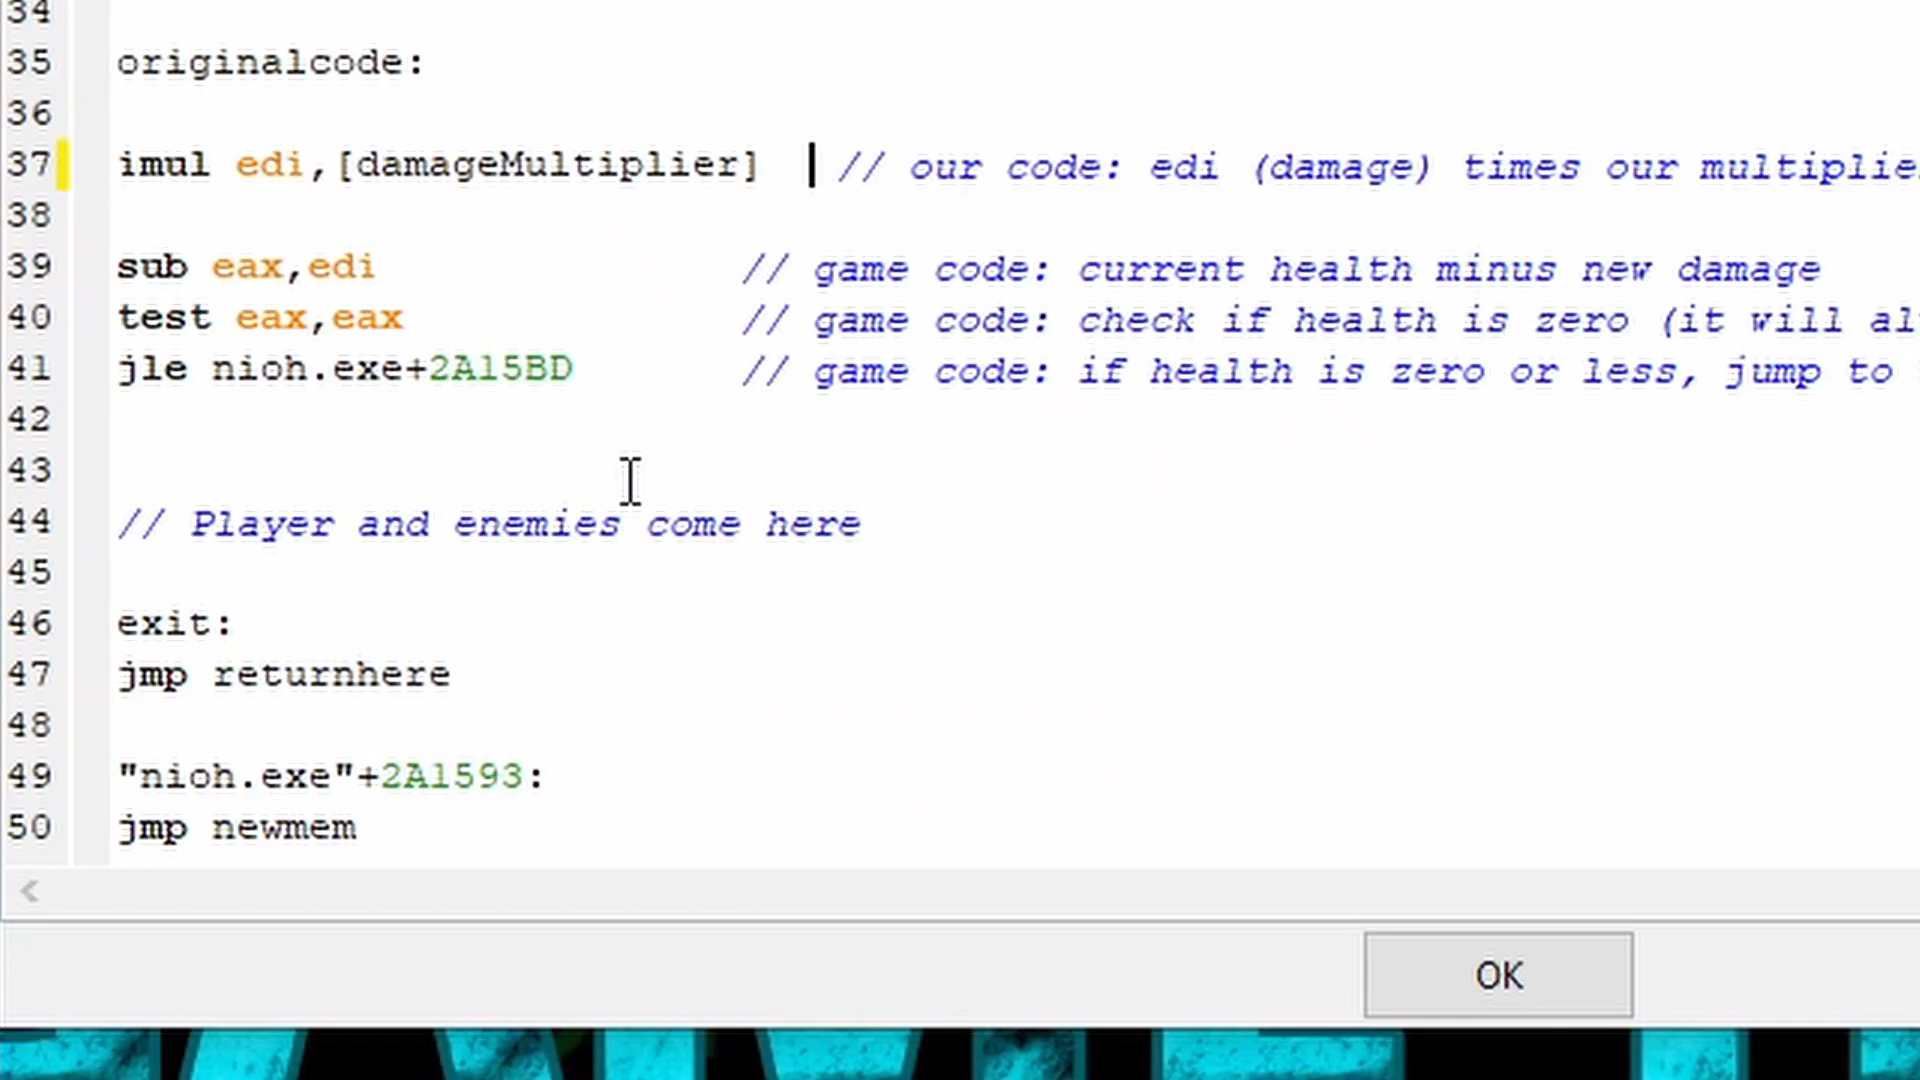 34
35 originalcode:
36
37 imul edi,[damageMultiplier] // our code: edi (damage) times our
38
39 sub eax,edi // game code: current health minus new damage
40 test eax,eax // game code: check if health is zero (it will
41 jle nioh.exe+2A15BD // game code: if health is zero or less, jump to
42
43
44 // Player and enemies come here
45
46 exit:
47 jmp returnhere
48
49 "nioh.exe"+2A1593:
50 jmp newmem
OK